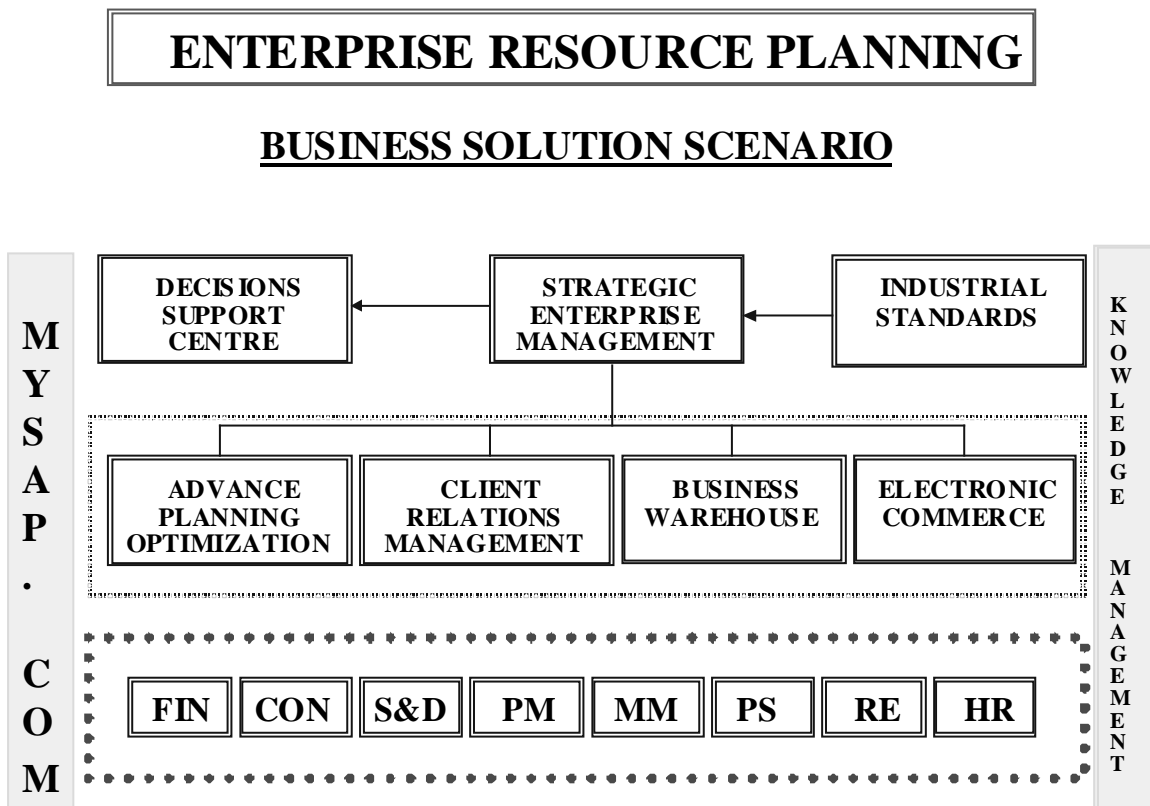 ENTERPRISE RESOURCE PLANNING
BUSINESS SOLUTION SCENARIO
MYSAP.COM
DECISIONS
SUPPORT
CENTRE
STRATEGIC
ENTERPRISE
MANAGEMENT
INDUSTRIAL
STANDARDS
ADVANCE
PLANNING
OPTIMIZATION
CLIENT
RELATIONS
MANAGEMENT
BUSINESS
WAREHOUSE
ELECTRONIC
COMMERCE
FIN
CON
S&D
PM
MM
PS
RE
HR
KNOWLEDGE MANAGEMENT